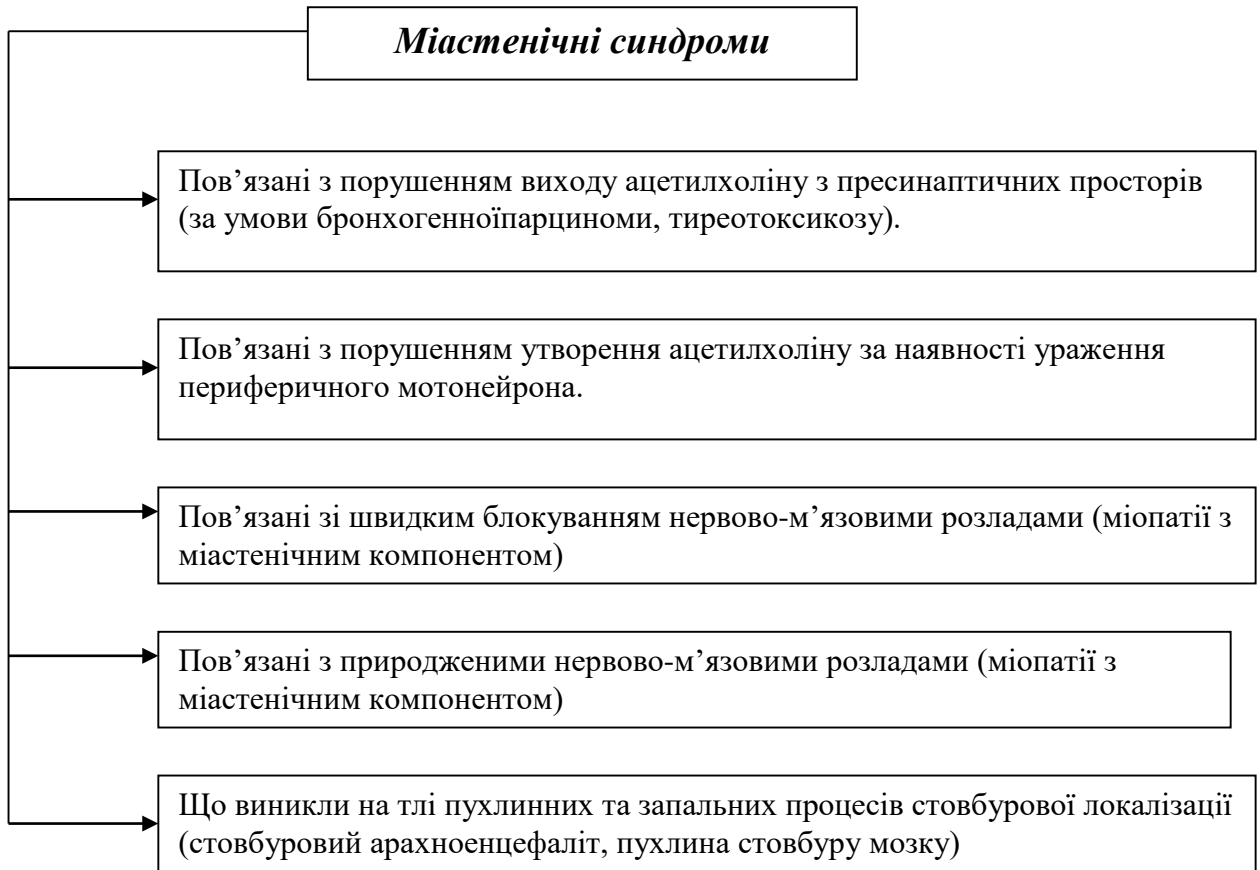 Міастенічні синдроми
Пов’язані з порушенням виходу ацетилхоліну з пресинаптичних просторів
(за умови бронхогенноїпарциноми, тиреотоксикозу).
Пов’язані з порушенням утворення ацетилхоліну за наявності ураження
периферичного мотонейрона.
Пов’язані зі швидким блокуванням нервово-м’язовими розладами (міопатії з
міастенічним компонентом)
Пов’язані з природженими нервово-м’язовими розладами (міопатії з
міастенічним компонентом)
Що виникли на тлі пухлинних та запальних процесів стовбурової локалізації
(стовбуровий арахноенцефаліт, пухлина стовбуру мозку)